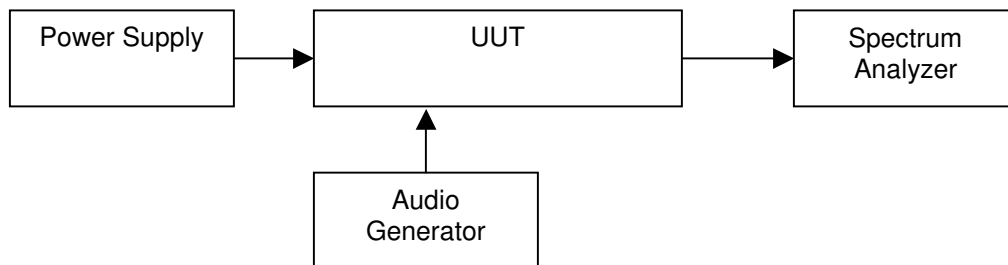 Power Supply
UUT
Spectrum
Analyzer
Audio
Generator